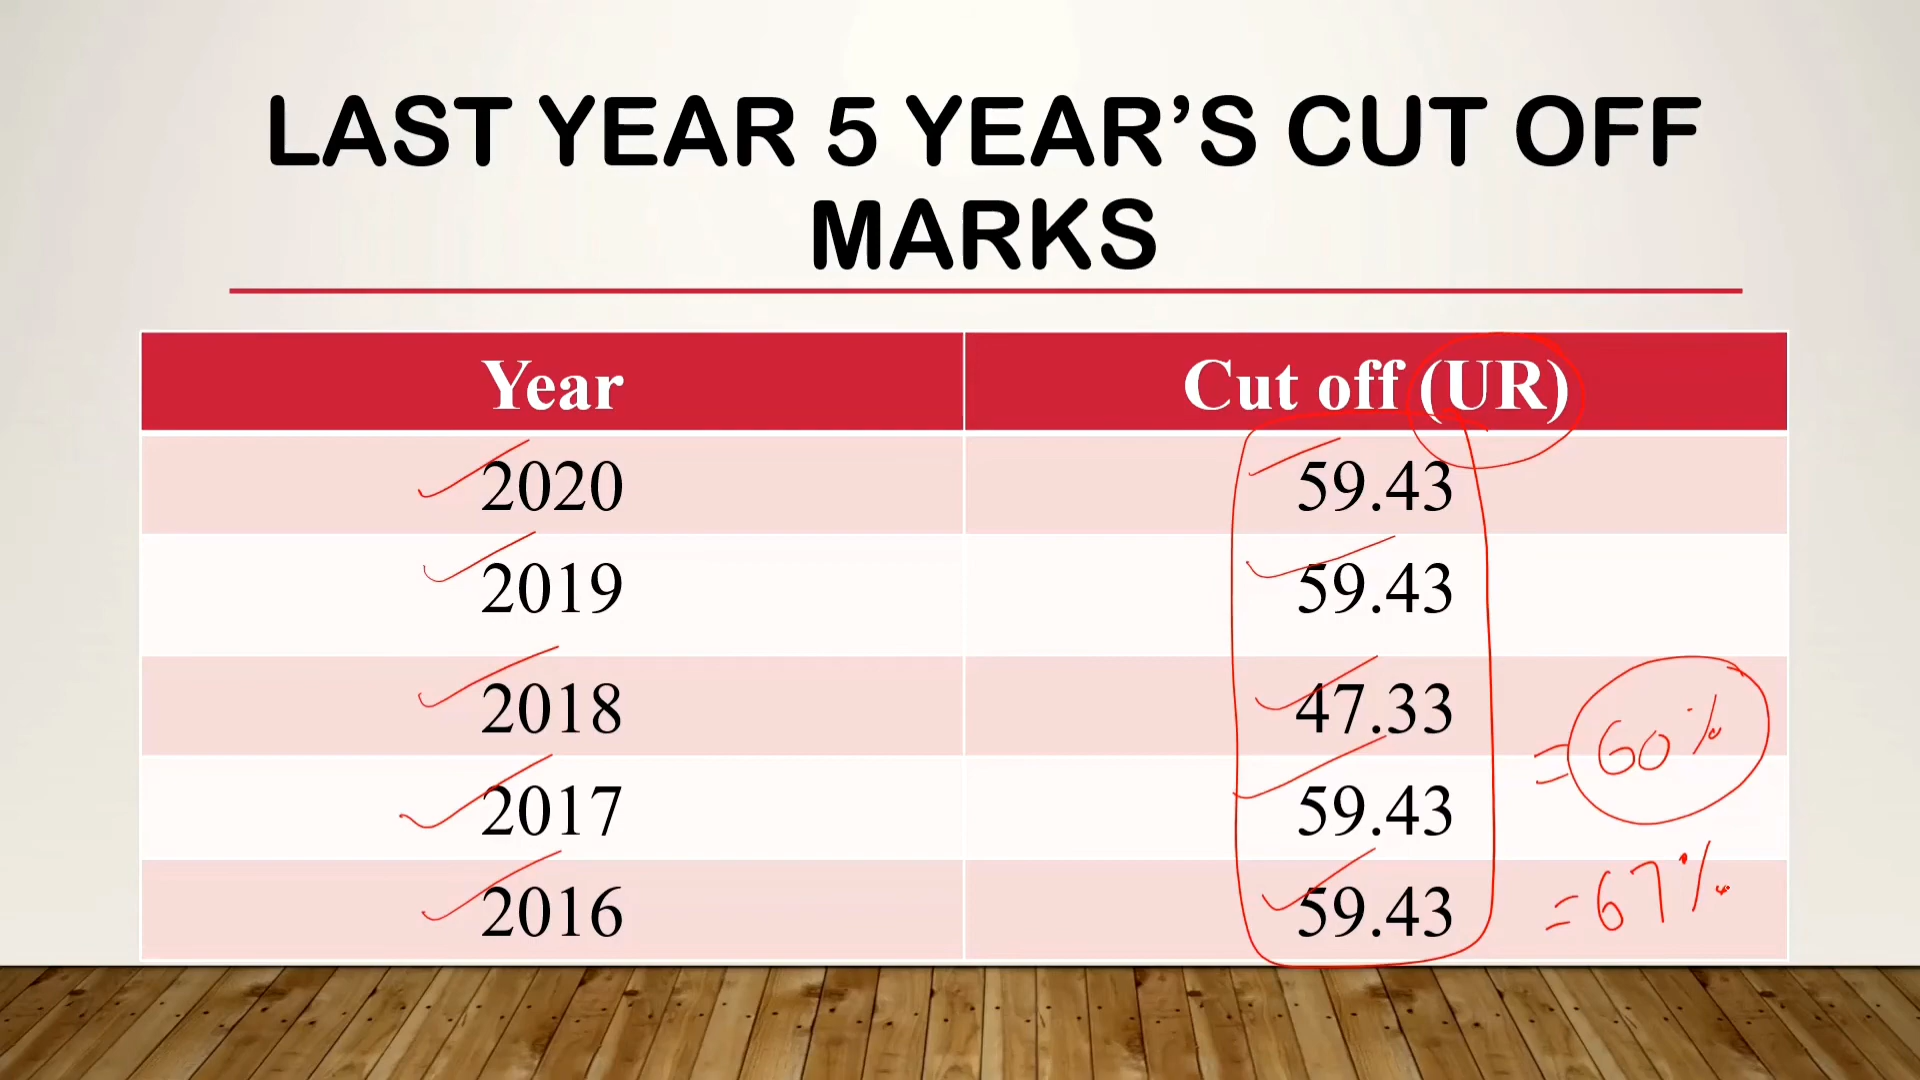 LAST YEAR 5 YEAR’S CUT OFF
MARKS
Year Cut off (UR)
2020 59.43
2019 59.43
2018 47.33
= 60%
2017 59.43
2016 59.43 = 67%